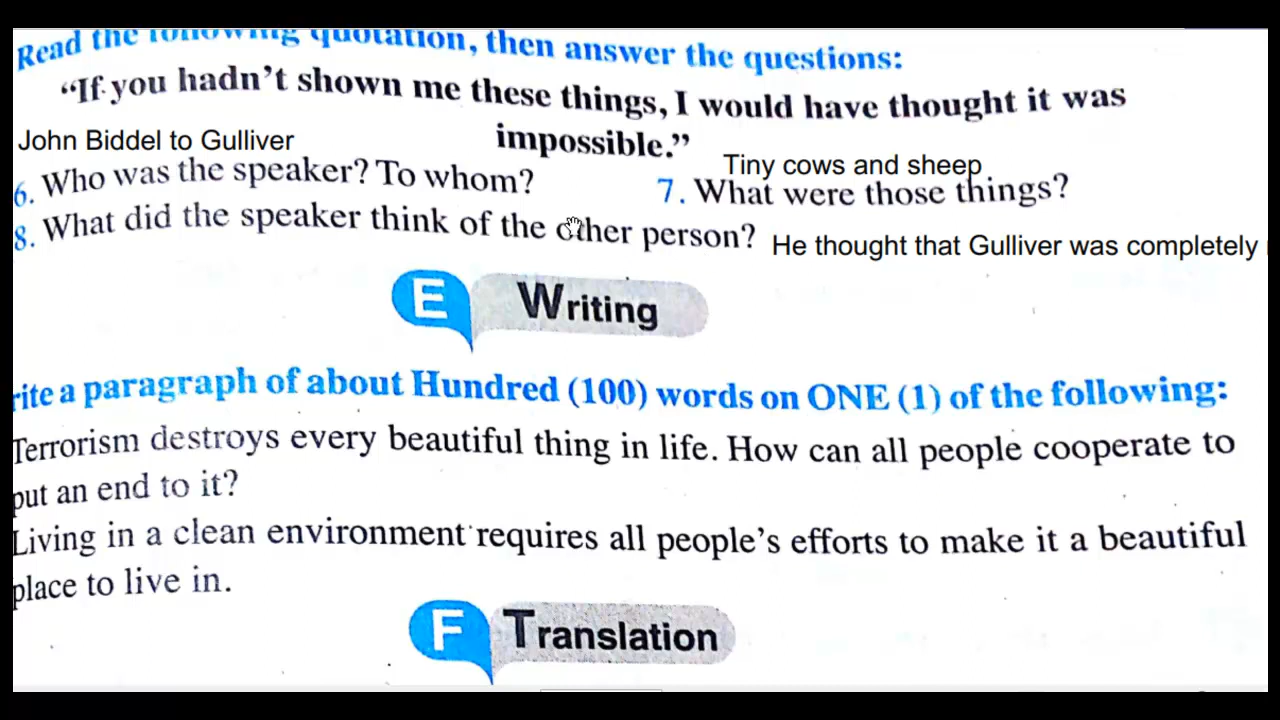 Read the following quotation, then answer the questions:
“If you hadn’t shown me these things, I would have thought it was
impossible.”
John Biddel to Gulliver
Tiny cows and sheep
6. Who was the speaker? To whom?
7. What were those things?
8. What did the speaker think of the other person?
He thought that Gulliver was completely
E Writing
rite a paragraph of about Hundred (100) words on ONE (1) of the following:
Terrorism destroys every beautiful thing in life. How can all people cooperate to
put an end to it?
Living in a clean environment requires all people’s efforts to make it a beautiful
place to live in.
F Translation